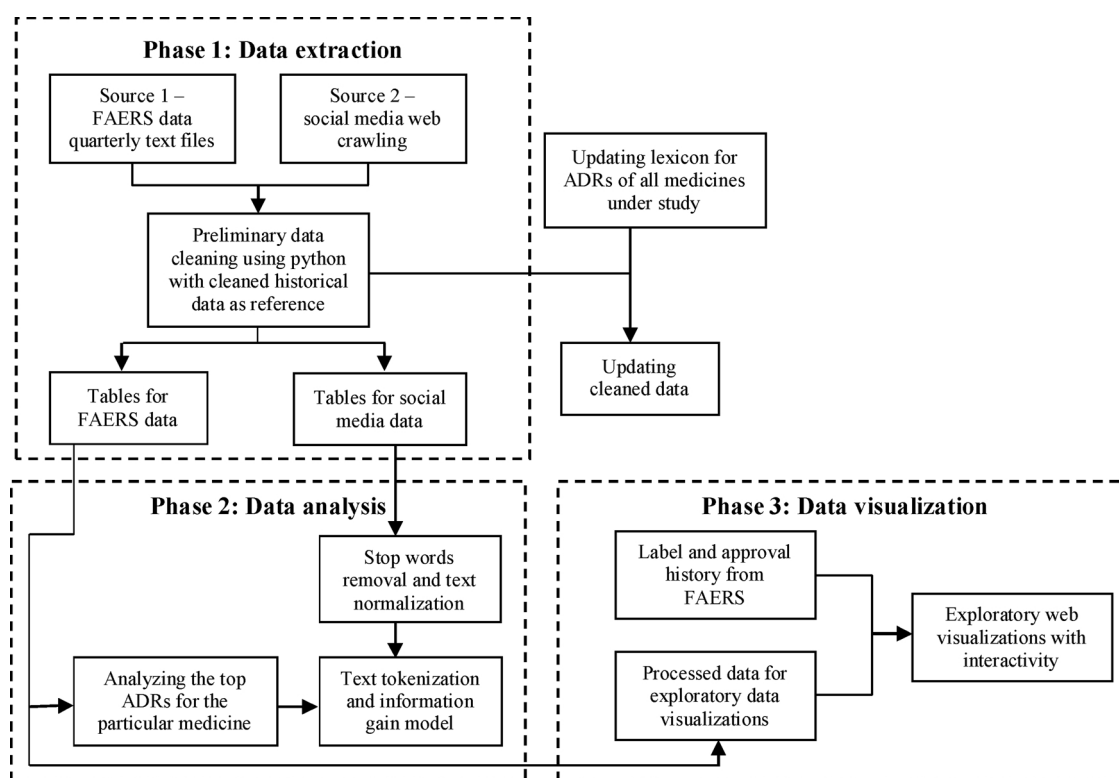 Phase 1: Data extraction
Source 1 –
FAERS data
quarterly text files
Source 2 –
social media web
crawling
Updating lexicon for
ADRs of all medicines
under study
Preliminary data
cleaning using python
with cleaned historical
data as reference
Updating
cleaned data
Tables for
FAERS data
Tables for social
media data
Phase 2: Data analysis
Stop words
removal and text
normalization
Analyzing the top
ADRs for the
particular medicine
Text tokenization
and information
gain model
Phase 3: Data visualization
Label and approval
history from
FAERS
Exploratory web
visualizations with
interactivity
Processed data for
exploratory data
visualizations